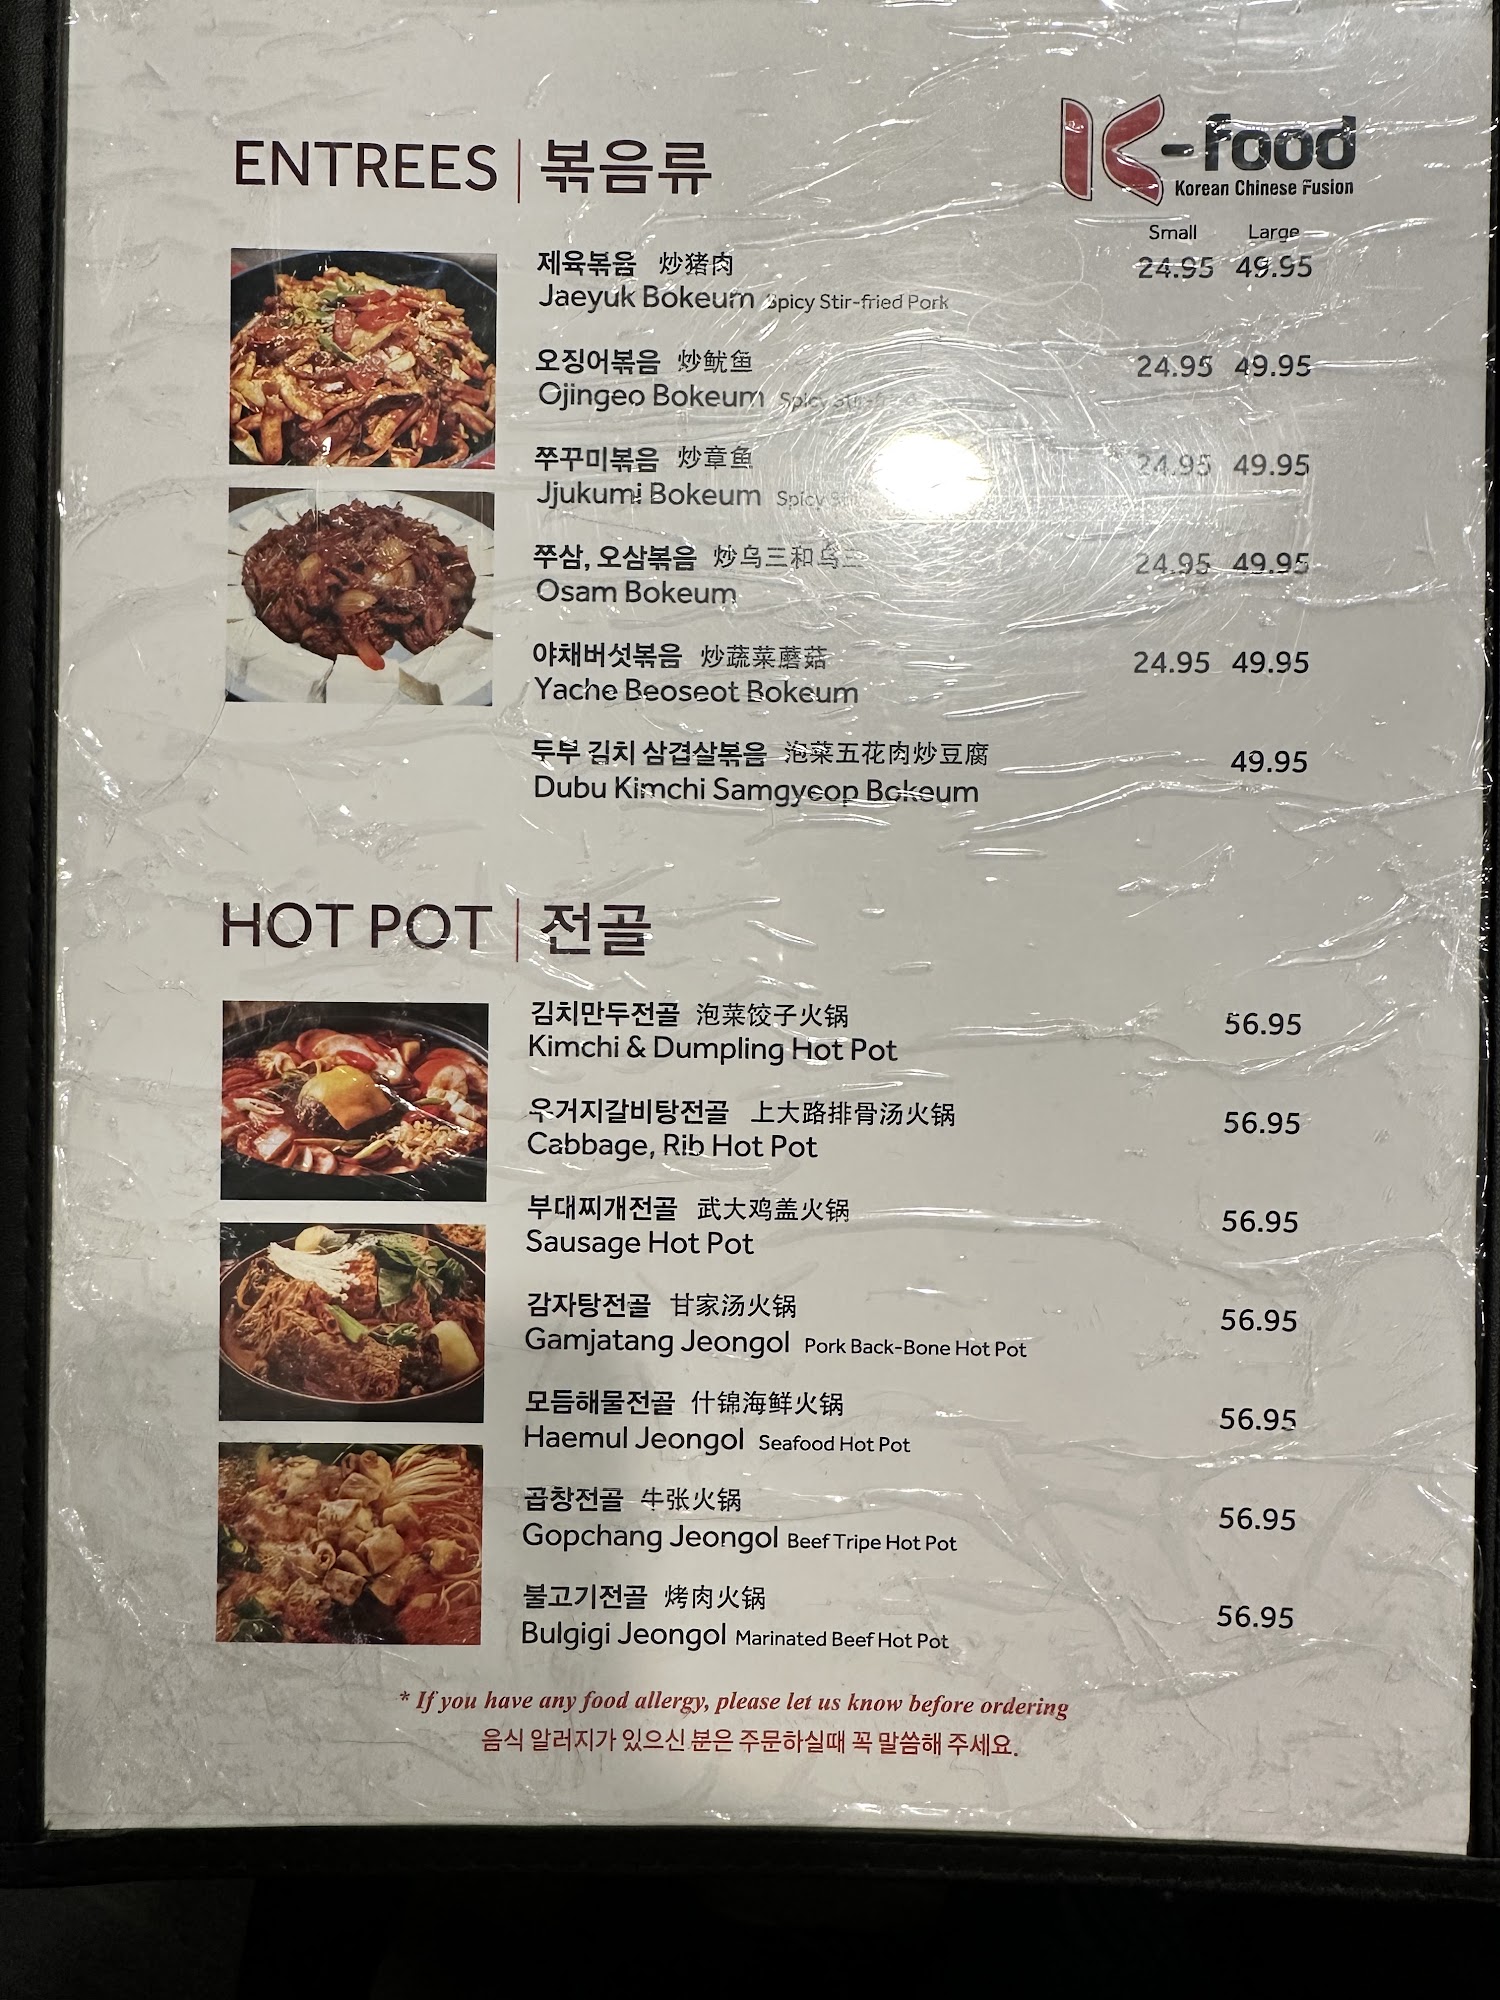 K-food
Korean Chinese Fusion
ENTREES | 볶음류
Small Large
제육볶음 炒猪肉 24.95 49.95
Jaeyuk Bokeum Spicy Stir-fried Pork
오징어볶음 炒鱿鱼 24.95 49.95
Ojingeo Bokeum Spicy
쭈꾸미볶음 炒章鱼 24.95 49.95
Jjukumi Bokeum Spicy
쭈삼, 오삼볶음 炒乌三和乌三 24.95 49.95
Osam Bokeum
야채버섯볶음 炒蔬菜蘑菇 24.95 49.95
Yache Beoseot Bokeum
두부 김치 삼겹살볶음 泡菜五花肉炒豆腐 49.95
Dubu Kimchi Samgyeop Bokeum
HOT POT | 전골
김치만두전골 泡菜饺子火锅 56.95
Kimchi & Dumpling Hot Pot
우거지갈비탕전골 上大路排骨汤火锅 56.95
Cabbage, Rib Hot Pot
부대찌개전골 武大鸡盖火锅 56.95
Sausage Hot Pot
감자탕전골 甘家汤火锅 56.95
Gamjatang Jeongol Pork Back-Bone Hot Pot
모듬해물전골 什锦海鲜火锅 56.95
Haemul Jeongol Seafood Hot Pot
곱창전골 牛张火锅 56.95
Gopchang Jeongol Beef Tripe Hot Pot
불고기전골 烤肉火锅 56.95
Bulgigi Jeongol Marinated Beef Hot Pot
* If you have any food allergy, please let us know before ordering
음식 알러지가 있으신 분은 주문하실때 꼭 말씀해 주세요.